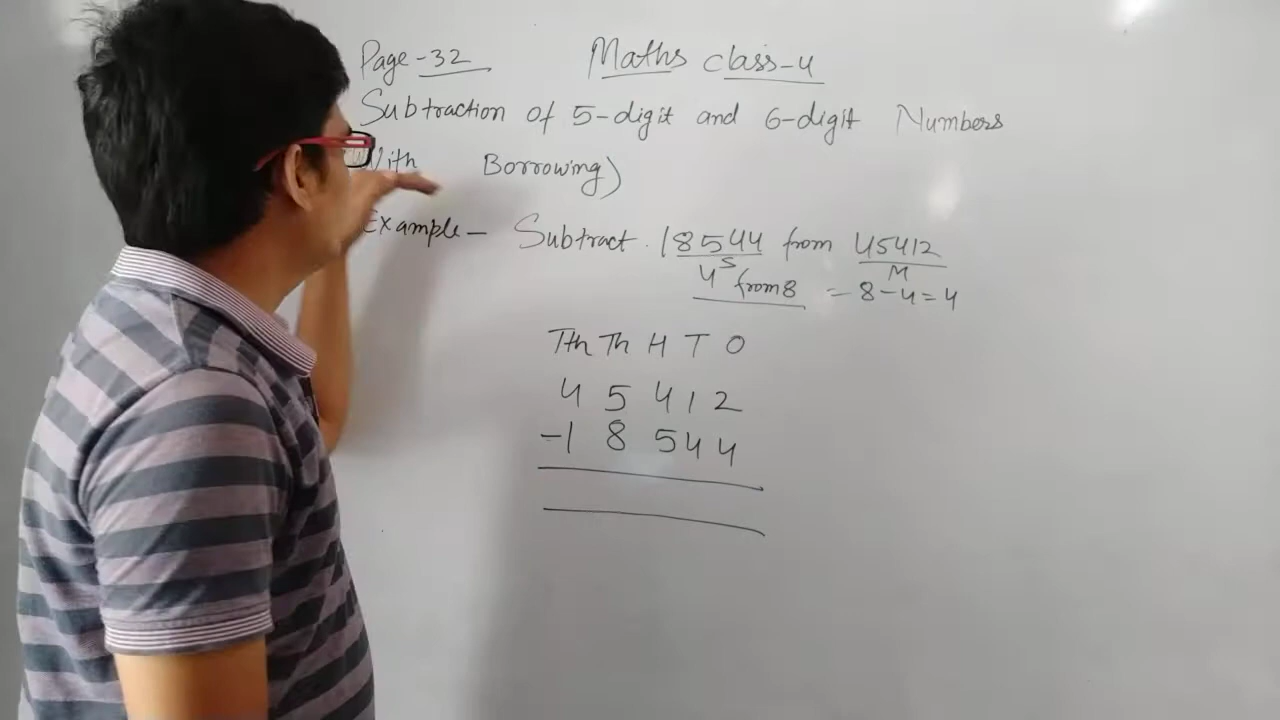 Page-32 Maths class-4
Subtraction of 5-digit and 6-digit Numbers
With Borrowing)
Example- Subtract 18544 from 45412
S M
4 from 8 = 8-4=4
Tth Th H T O
4 5 4 1 2
-1 8 5 4 4